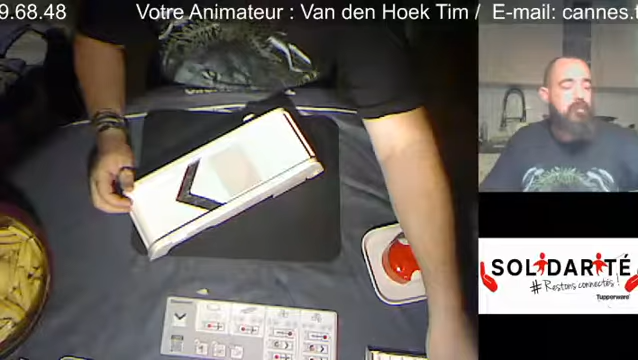 9.68.48 Votre Animateur : Van den Hoek Tim / E-mail: cannes.f
SOLIDARITÉ
#Restons connectés !
Tupperware